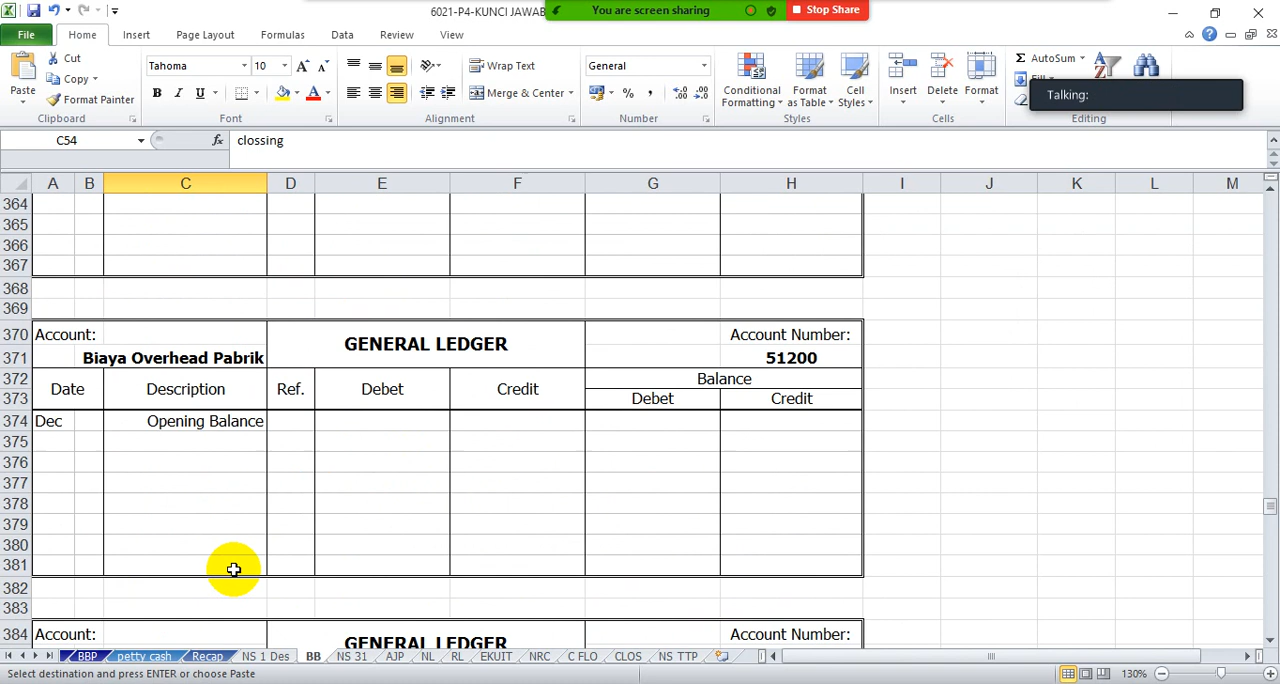 6021-P4-KUNCI JAWAB
You are screen sharing
Stop Share
File Home Insert Page Layout Formulas Data Review View
Paste
Cut
Copy
Format Painter
Clipboard
Tahoma 10
B I U
Font
Wrap Text
Merge & Center
Alignment
General
Number
Conditional Formatting
Format as Table
Cell Styles
Styles
Insert Delete Format
Cells
AutoSum
Fill
Editing
Talking:
C54 fx clossing
A B C D E F G H I J K L M
364
365
366
367
368
369
370 Account: GENERAL LEDGER Account Number:
371 Biaya Overhead Pabrik 51200
372 Date Description Ref. Debet Credit Balance
373 Debet Credit
374 Dec Opening Balance
375
376
377
378
379
380
381
382
383
384 Account: GENERAL LEDGER Account Number:
BBP petty cash Recap NS 1 Des BB NS 31 AJP NL RL EKUIT NRC C FLO CLOS NS TTP
Select destination and press ENTER or choose Paste 130%